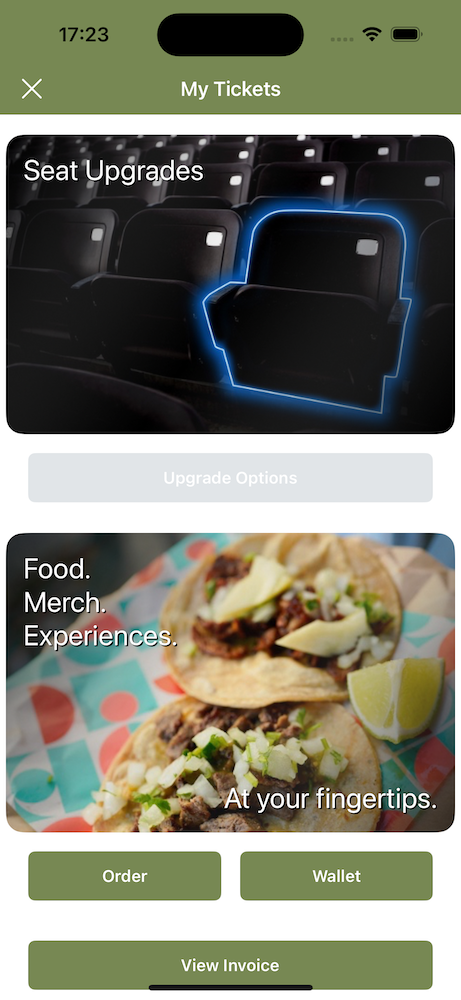 17:23
My Tickets
Seat Upgrades
Upgrade Options
Food.
Merch.
Experiences.
At your fingertips.
Order
Wallet
View Invoice